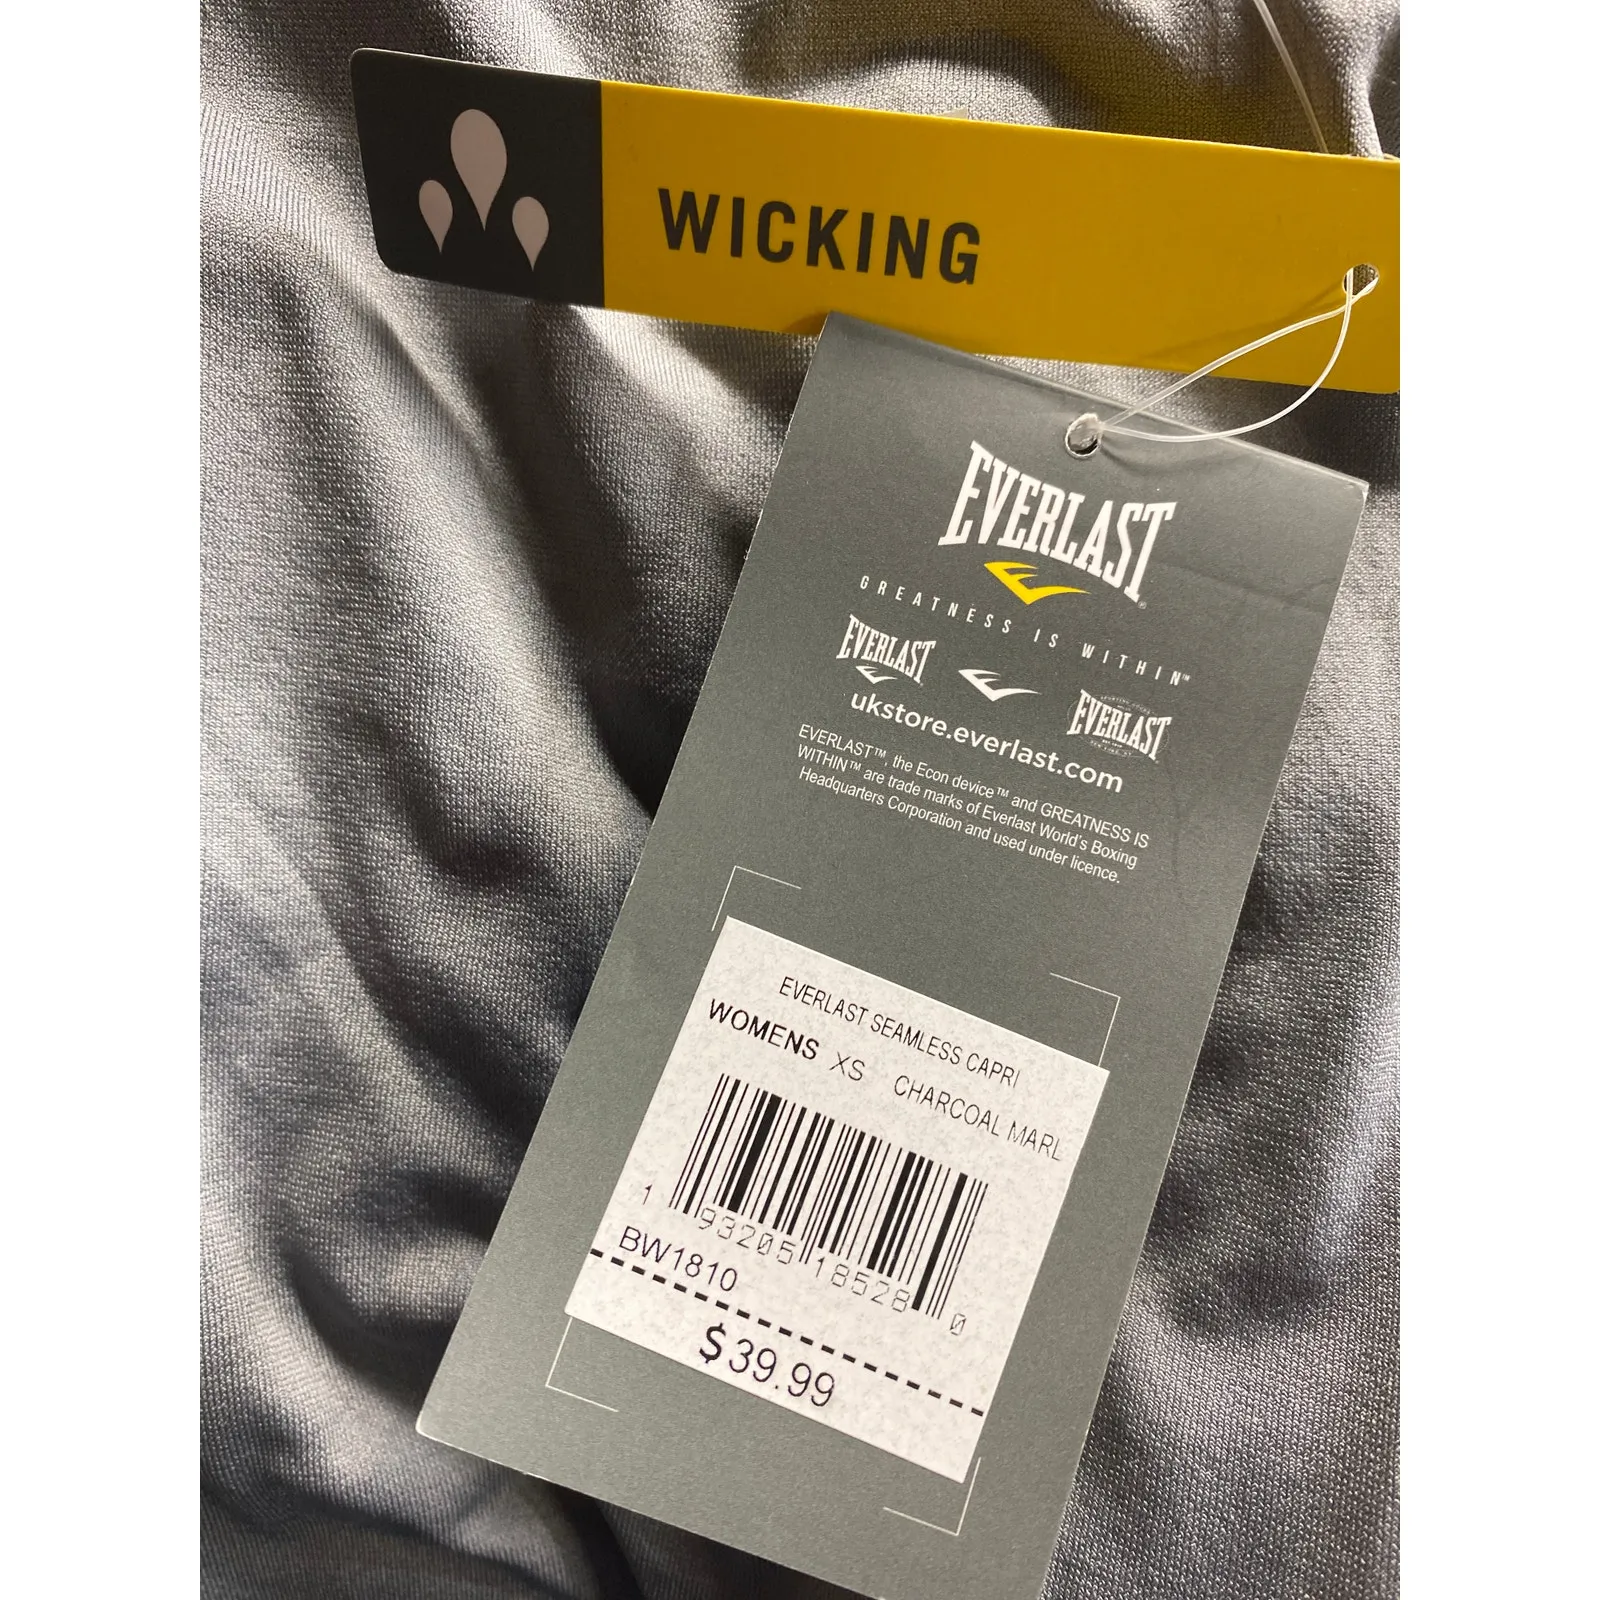 WICKING
EVERLAST
GREATNESS IS WITHIN™
EVERLAST
EVERLAST
ukstore.everlast.com
EVERLAST™, the Econ device™ and GREATNESS IS
WITHIN™ are trade marks of Everlast World's Boxing
Headquarters Corporation and used under licence.
EVERLAST SEAMLESS CAPRI
WOMENS XS CHARCOAL MARL
1 93205 18528 0
BW1810
$39.99